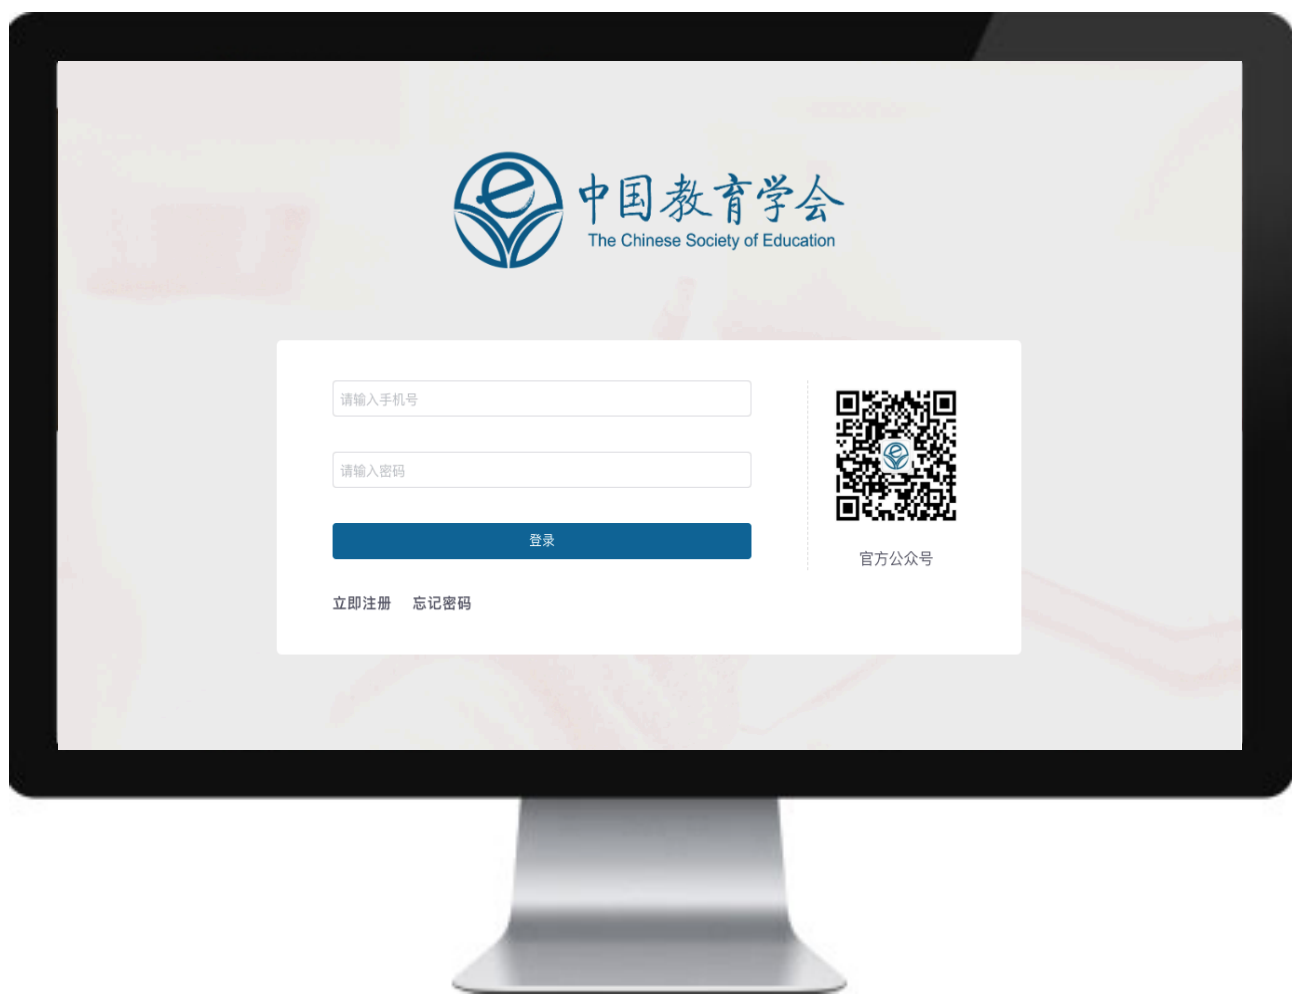 中国教育学会
The Chinese Society of Education
请输入手机号
请输入密码
登录
立即注册 忘记密码
官方公众号